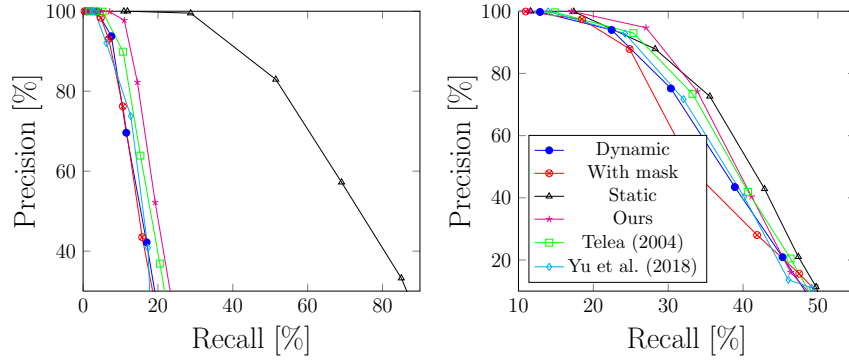 100
80
60
40
0
20
40
60
80
Recall [%]
Precision [%]
100
80
60
40
20
10
20
30
40
50
Recall [%]
Precision [%]
Dynamic
With mask
Static
Ours
Telea (2004)
Yu et al. (2018)